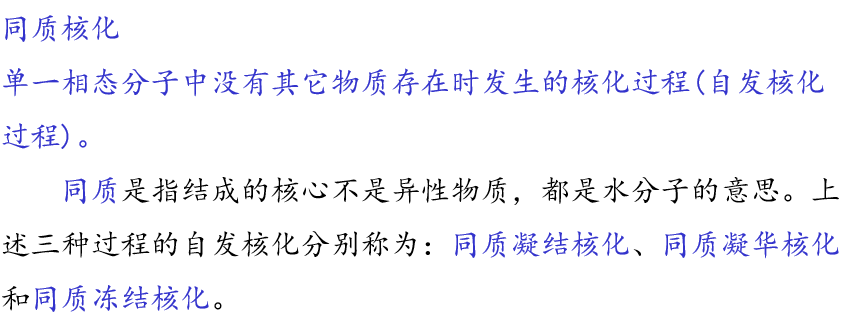 同质核化
单一相态分子中没有其它物质存在时发生的核化过程(自发核化
过程)。
同质是指结成的核心不是异性物质，都是水分子的意思。上
述三种过程的自发核化分别称为：同质凝结核化、同质凝华核化
和同质冻结核化。